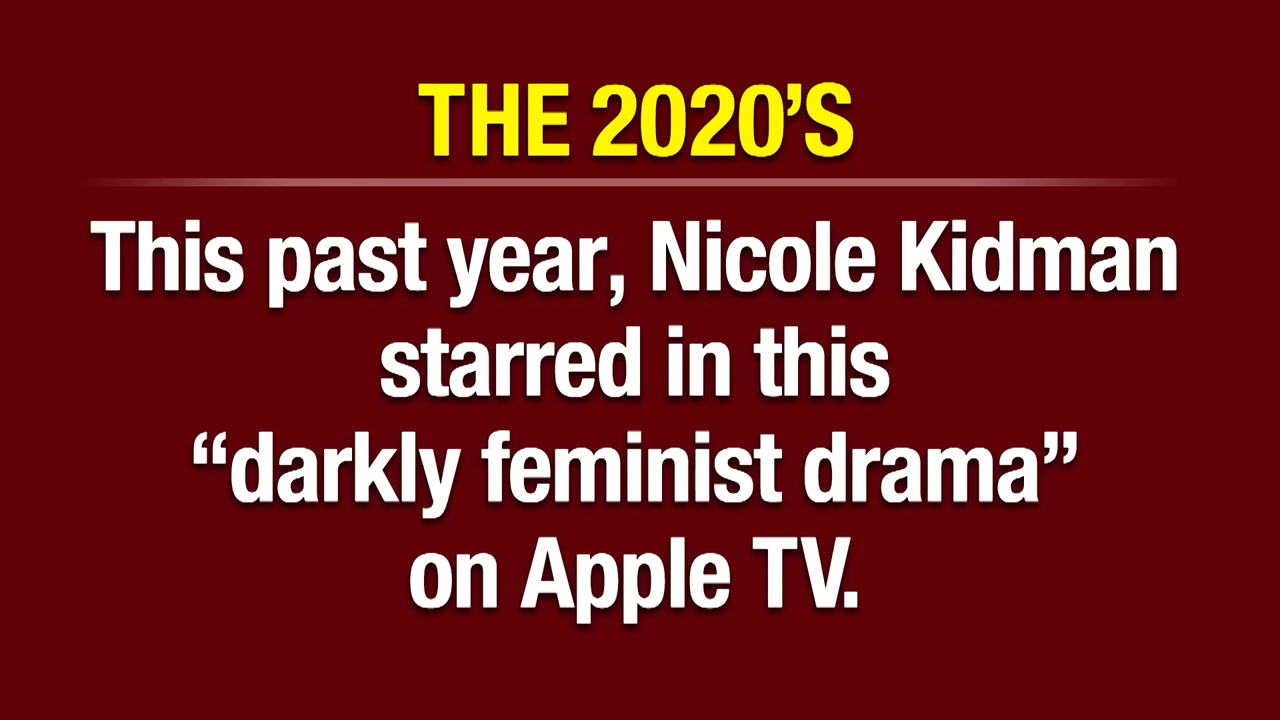 THE 2020’S
This past year, Nicole Kidman
starred in this
“darkly feminist drama”
on Apple TV.